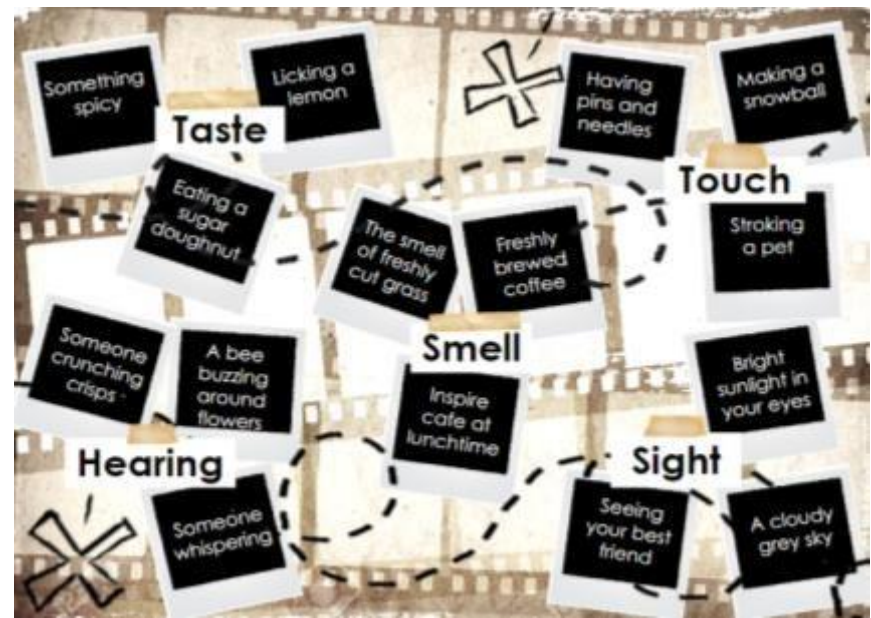 Something
spicy
Licking a
lemon
Taste
Eating a
sugar
doughnut
Having
pins and
needles
Making a
snowball
Touch
Stroking
a pet
The smell
of freshly
cut grass
Freshly
brewed
coffee
Smell
Inspire
cafe at
lunchtime
Someone
crunching
crisps
A bee
buzzing
around
flowers
Hearing
Someone
whispering
Bright
sunlight in
your eyes
Sight
Seeing
your best
friend
A cloudy
grey sky